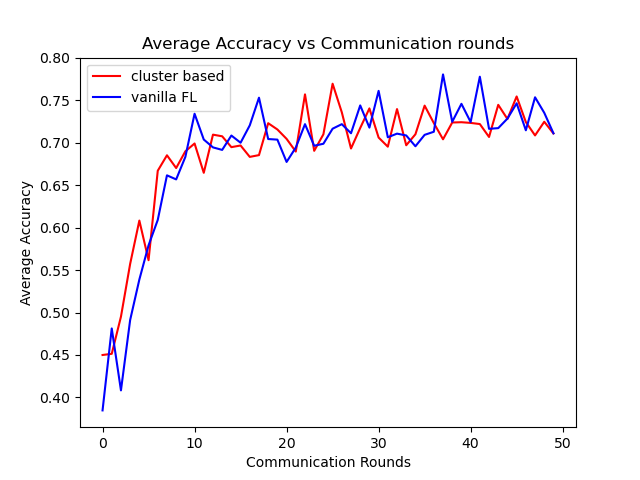 Average Accuracy vs Communication rounds
cluster based
vanilla FL
0.80
0.75
0.70
0.65
0.60
0.55
0.50
0.45
0.40
Average Accuracy
0 10 20 30 40 50
Communication Rounds